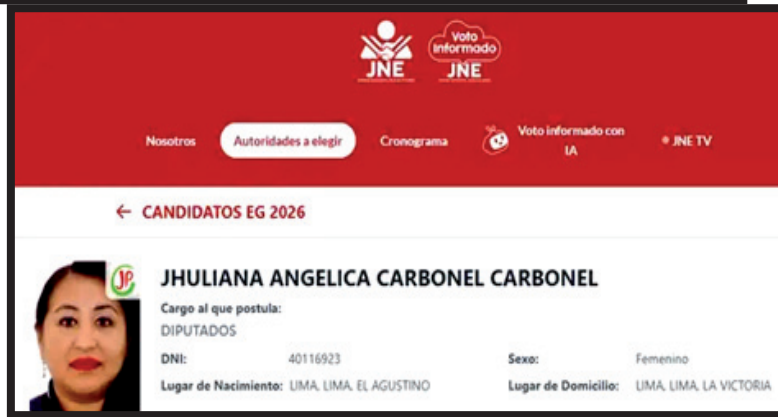 JNE
Voto
Informado
JNE
Nosotros
Autoridades a elegir
Cronograma
Voto informado con
IA
JNE TV
← CANDIDATOS EG 2026
JP
JHULIANA ANGELICA CARBONEL CARBONEL
Cargo al que postula:
DIPUTADOS
DNI: 40116923 Sexo: Femenino
Lugar de Nacimiento: LIMA, LIMA, EL AGUSTINO Lugar de Domicilio: LIMA, LIMA, LA VICTORIA